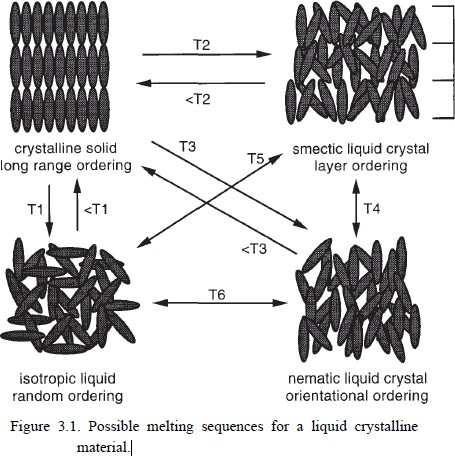 T2
<T2
crystalline solid
long range ordering
smectic liquid crystal
layer ordering
T3
T5
T1
<T1
T4
<T3
T6
isotropic liquid
random ordering
nematic liquid crystal
orientational ordering
Figure 3.1. Possible melting sequences for a liquid crystalline
material.